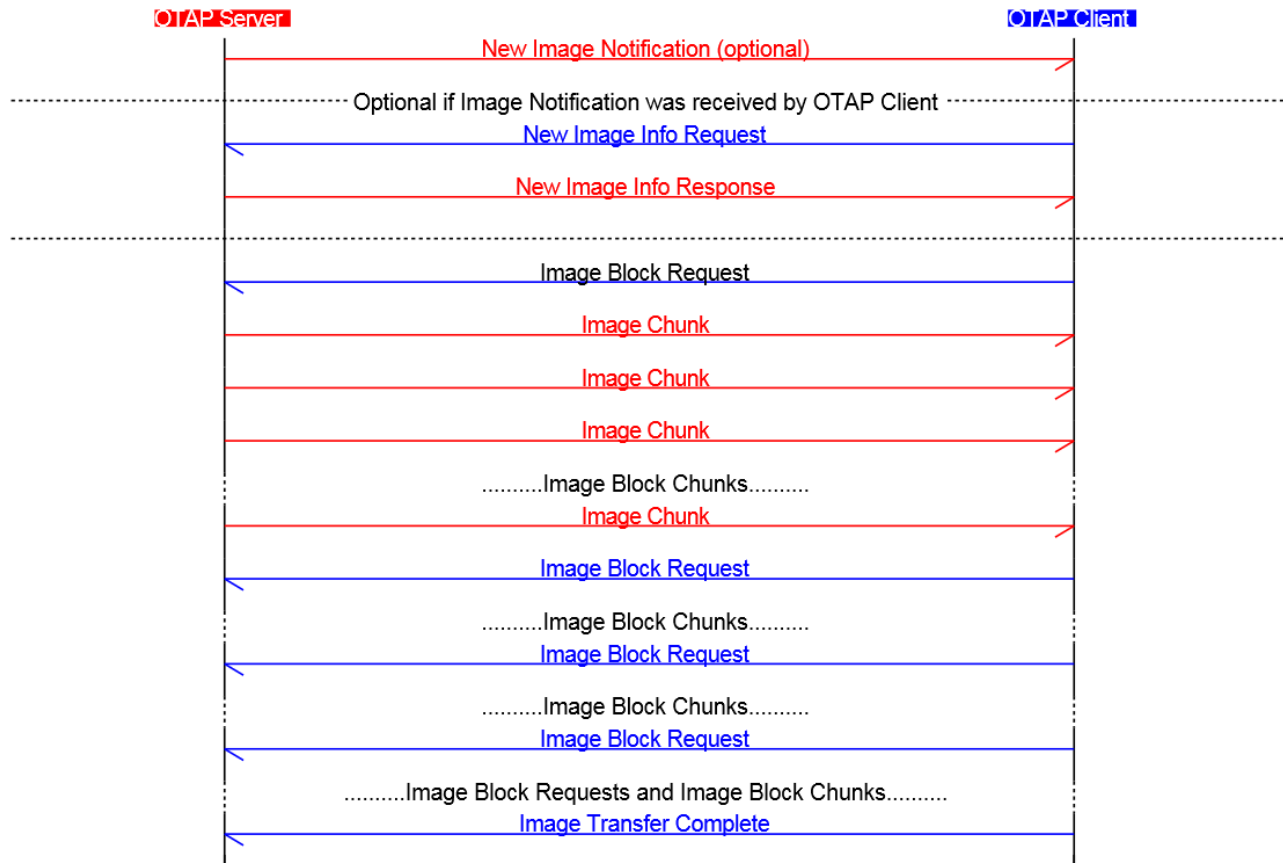 OTAP Server OTAP Client
New Image Notification (optional)
Optional if Image Notification was received by OTAP Client
New Image Info Request
New Image Info Response
Image Block Request
Image Chunk
Image Chunk
Image Chunk
..........Image Block Chunks..........
Image Chunk
Image Block Request
..........Image Block Chunks..........
Image Block Request
..........Image Block Chunks..........
Image Block Request
..........Image Block Requests and Image Block Chunks..........
Image Transfer Complete